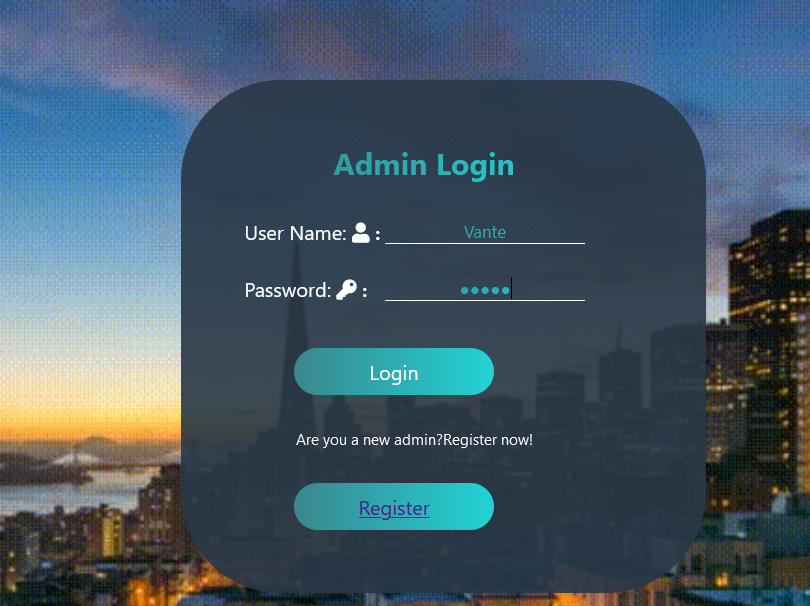 Admin Login
User Name: : Vante
Password: : •••••
Login
Are you a new admin?Register now!
Register